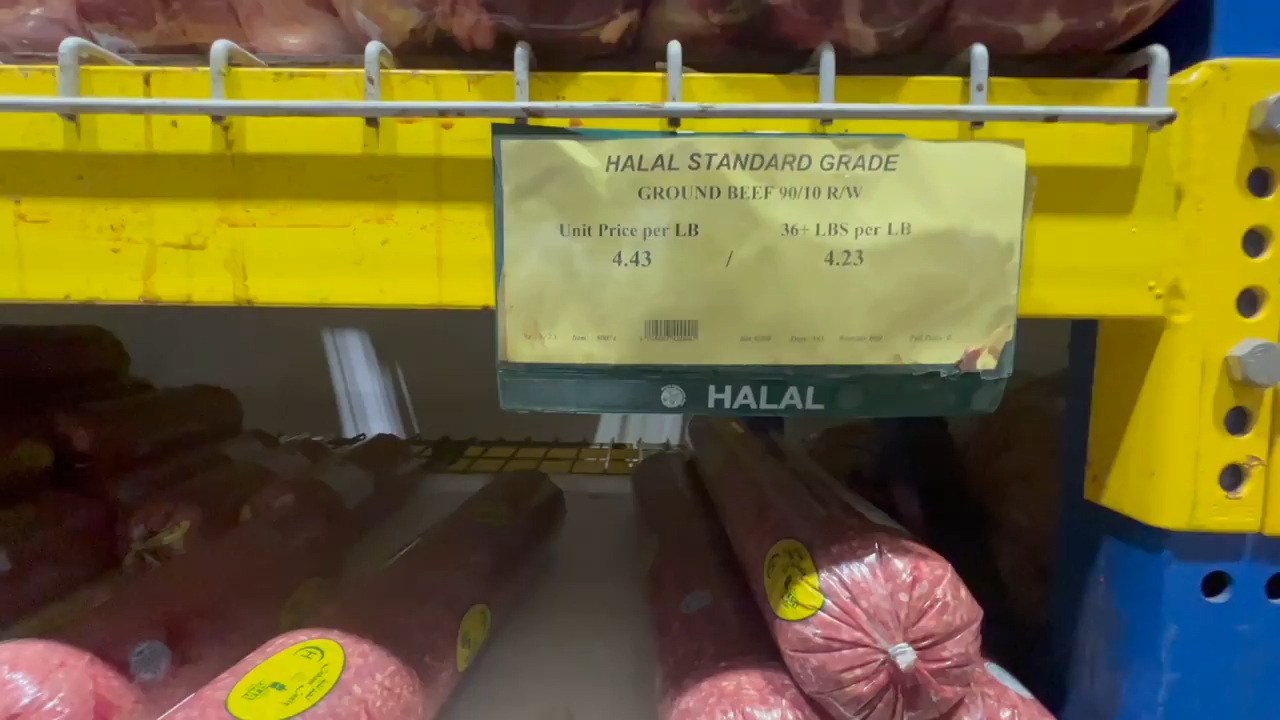 HALAL STANDARD GRADE
GROUND BEEF 90/10 R/W
Unit Price per LB 36+ LBS per LB
4.43 / 4.23
HALAL